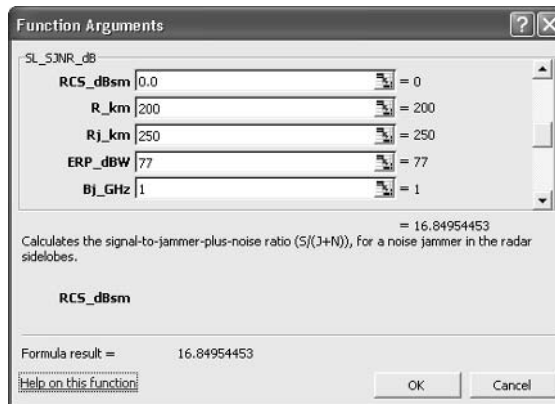 Function Arguments
SL_SJNR_dB
RCS_dBsm 0.0 = 0
R_km 200 = 200
Rj_km 250 = 250
ERP_dBW 77 = 77
Bj_GHz 1 = 1
= 16.84954453
Calculates the signal-to-jammer-plus-noise ratio (S/(J+N)), for a noise jammer in the radar
sidelobes.
RCS_dBsm
Formula result = 16.84954453
Help on this function OK Cancel